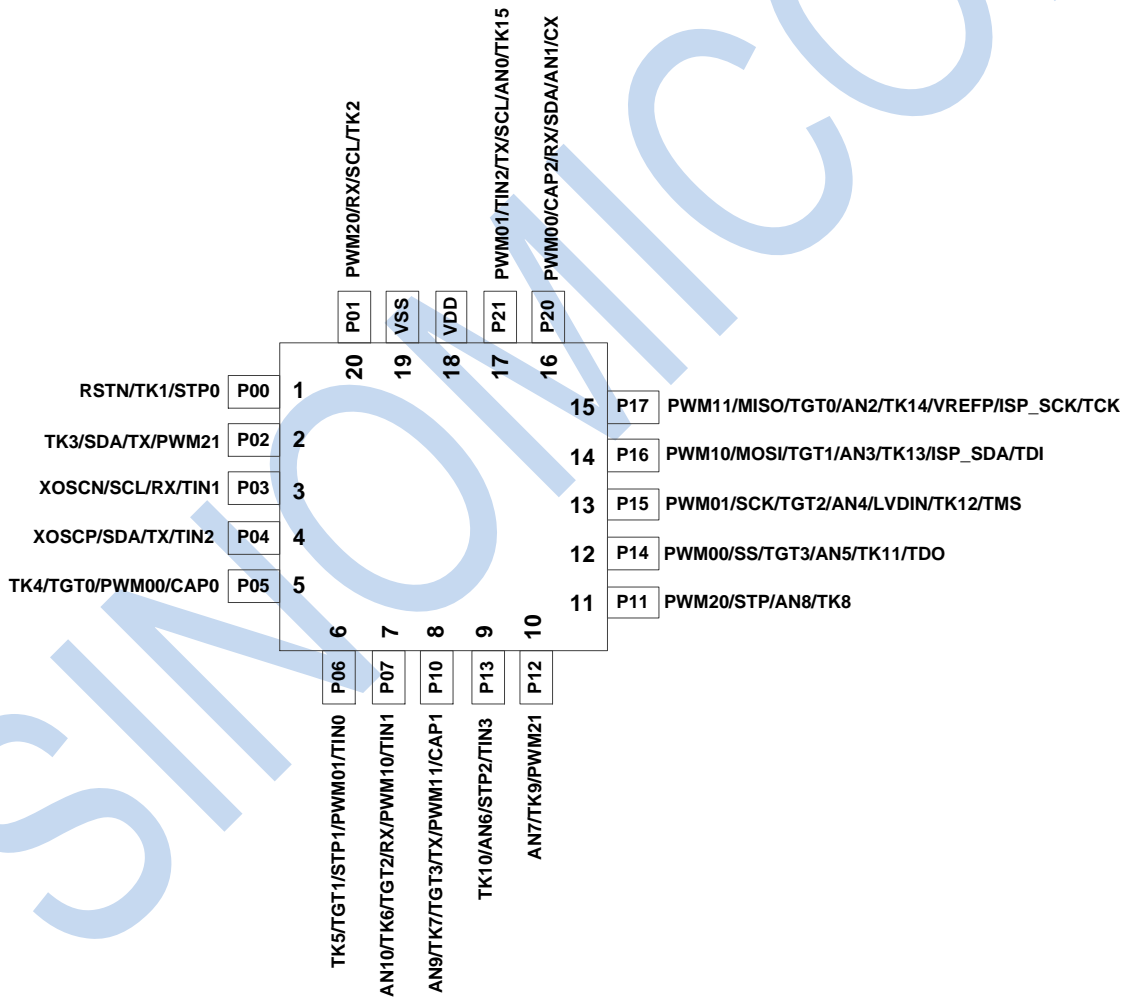 PWM20/RX/SCL/TK2
PWM01/TIN2/TX/SCL/AN0/TK15
PWM00/CAP2/RX/SDA/AN1/CX
P01
VSS
VDD
P21
P20
20
19
18
17
16
RSTN/TK1/STP0 P00 1
TK3/SDA/TX/PWM21 P02 2
XOSCN/SCL/RX/TIN1 P03 3
XOSCP/SDA/TX/TIN2 P04 4
TK4/TGT0/PWM00/CAP0 P05 5
15 P17 PWM11/MISO/TGT0/AN2/TK14/VREFP/ISP_SCK/TCK
14 P16 PWM10/MOSI/TGT1/AN3/TK13/ISP_SDA/TDI
13 P15 PWM01/SCK/TGT2/AN4/LVDIN/TK12/TMS
12 P14 PWM00/SS/TGT3/AN5/TK11/TDO
11 P11 PWM20/STP/AN8/TK8
6
7
8
9
10
P06
P07
P10
P13
P12
TK5/TGT1/STP1/PWM01/TIN0
AN10/TK6/TGT2/RX/PWM10/TIN1
AN9/TK7/TGT3/TX/PWM11/CAP1
TK10/AN6/STP2/TIN3
AN7/TK9/PWM21
SINOMICO